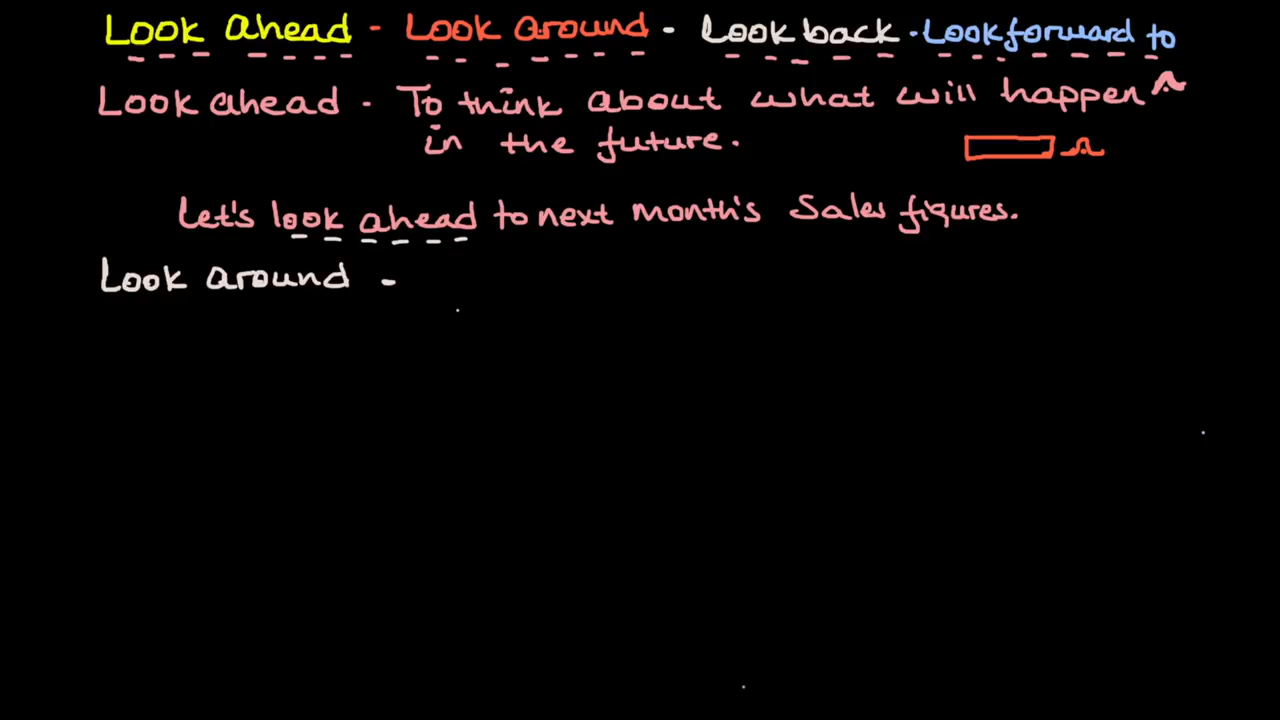 Look ahead - Look around - Look back - Look forward to
Look ahead - To think about what will happen
in the future.
Let's look ahead to next month's sales figures.
Look around -